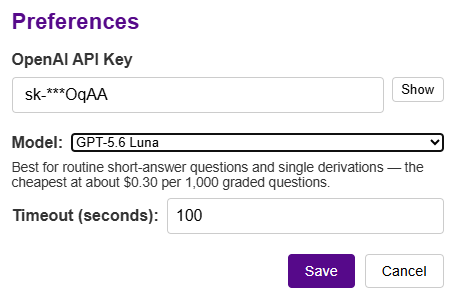 Preferences
OpenAI API Key
sk-***OqAA
Show
Model: GPT-5.6 Luna
Best for routine short-answer questions and single derivations — the
cheapest at about $0.30 per 1,000 graded questions.
Timeout (seconds): 100
Save Cancel